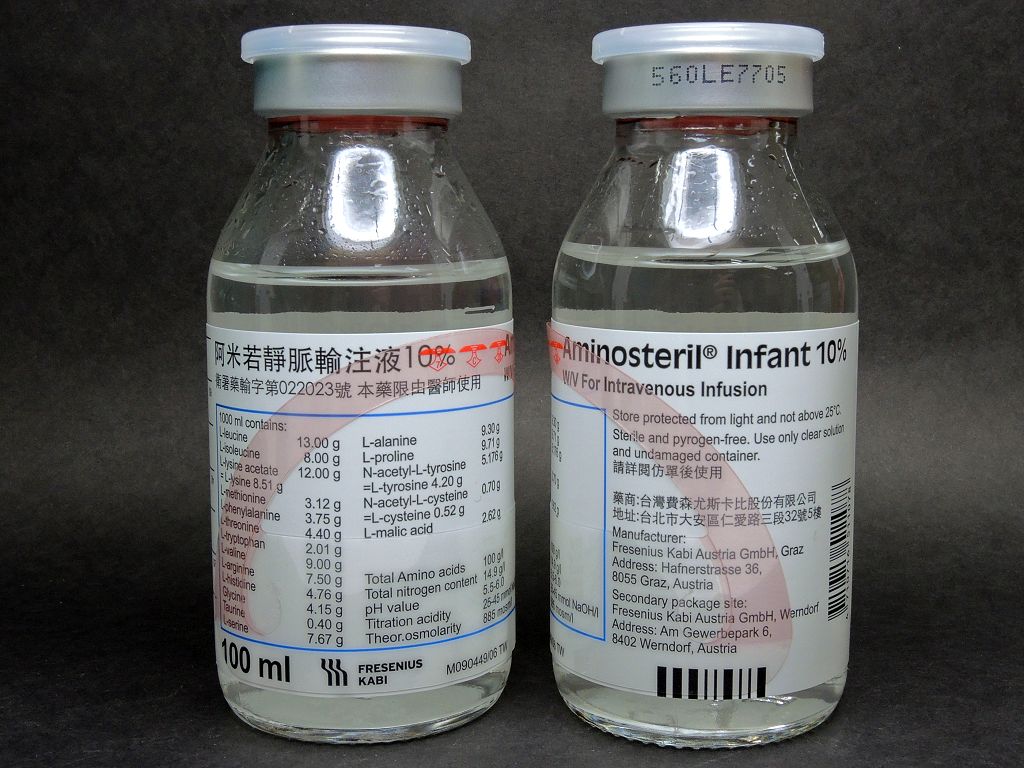 阿米若靜脈輸注液10%
衛署藥輸字第022023號 本藥限由醫師使用
1000 ml contains:
L-leucine 13.00 g
L-isoleucine 8.00 g
L-lysine acetate 12.00 g
=L-lysine 8.51 g
L-methionine 3.12 g
L-phenylalanine 3.75 g
L-threonine 4.40 g
L-tryptophan 2.01 g
L-valine 9.00 g
L-arginine 7.50 g
L-histidine 4.76 g
Glycine 4.15 g
Taurine 0.40 g
L-serine 7.67 g
L-alanine 9.30 g
L-proline 9.71 g
N-acetyl-L-tyrosine 5.176 g
=L-tyrosine 4.20 g
N-acetyl-L-cysteine 0.70 g
=L-cysteine 0.52 g
L-malic acid 2.62 g
Total Amino acids 100 g/l
Total nitrogen content 14.9 g/l
pH value 5.5-6.0
Titration acidity 25-45
Theor.osmolarity 885
100 ml
FRESENIUS
KABI
M090449/06 TW
560LE7705
Aminosteril® Infant 10%
W/V For Intravenous Infusion
Store protected from light and not above 25°C.
Sterile and pyrogen-free. Use only clear solution
and undamaged container.
請詳閱仿單後使用
藥商:台灣費森尤斯卡比股份有限公司
地址:台北市大安區仁愛路三段32號5樓
Manufacturer:
Fresenius Kabi Austria GmbH, Graz
Address: Hafnerstrasse 36,
8055 Graz, Austria
Secondary package site:
Fresenius Kabi Austria GmbH, Werndorf
Address: Am Gewerbepark 6,
8402 Werndorf, Austria